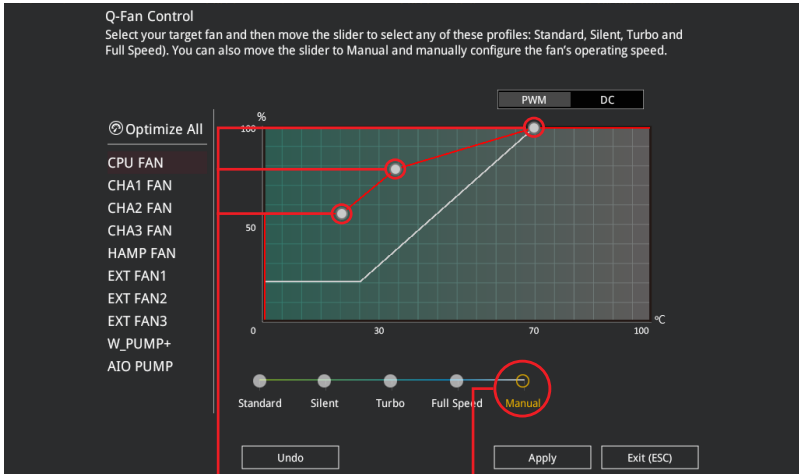 Q-Fan Control
Select your target fan and then move the slider to select any of these profiles: Standard, Silent, Turbo and
Full Speed). You can also move the slider to Manual and manually configure the fan's operating speed.
PWM DC
%
Optimize All
100
CPU FAN
CHA1 FAN
CHA2 FAN
CHA3 FAN
HAMP FAN
EXT FAN1
EXT FAN2
EXT FAN3
W_PUMP+
AIO PUMP
50
°C
0 30 70 100
Standard Silent Turbo Full Speed Manual
Undo Apply Exit (ESC)